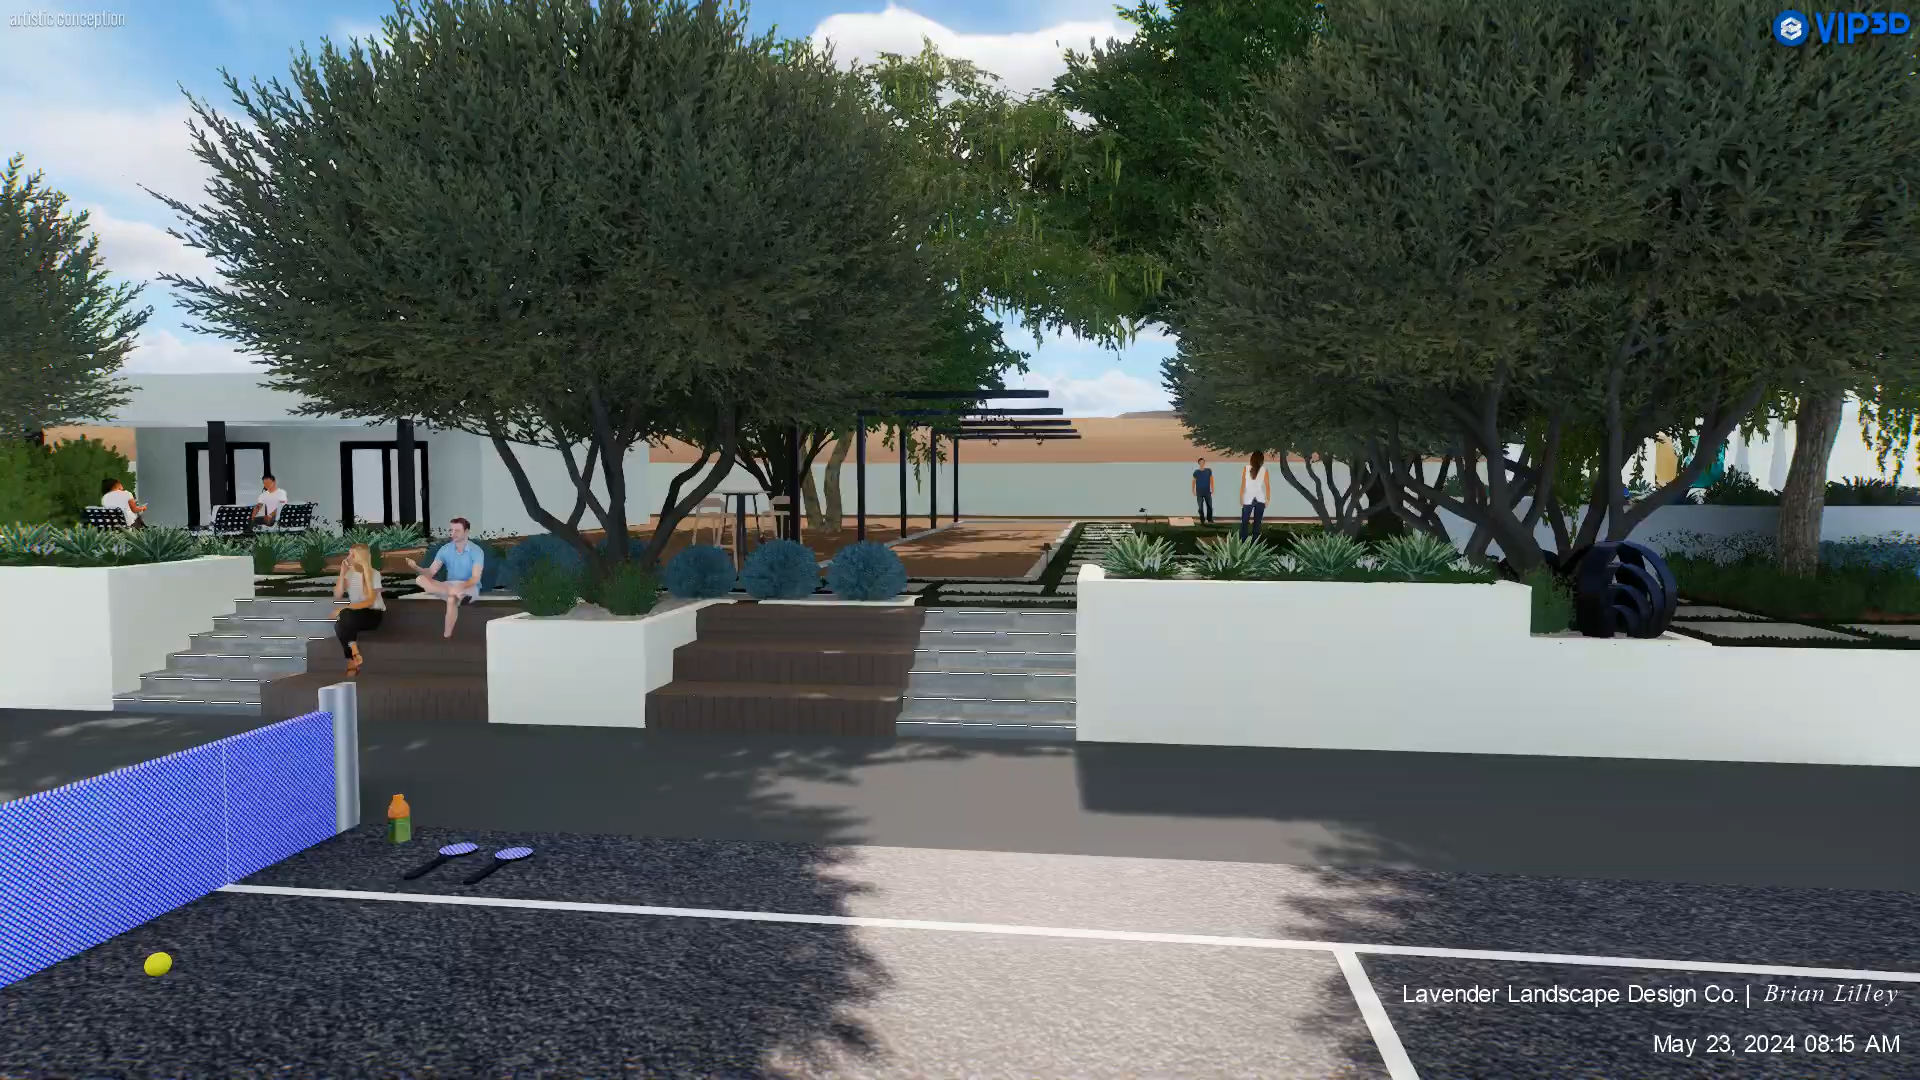 artistic conception
VIP3D
Lavender Landscape Design Co. | Brian Lilley
May 23, 2024 08:15 AM